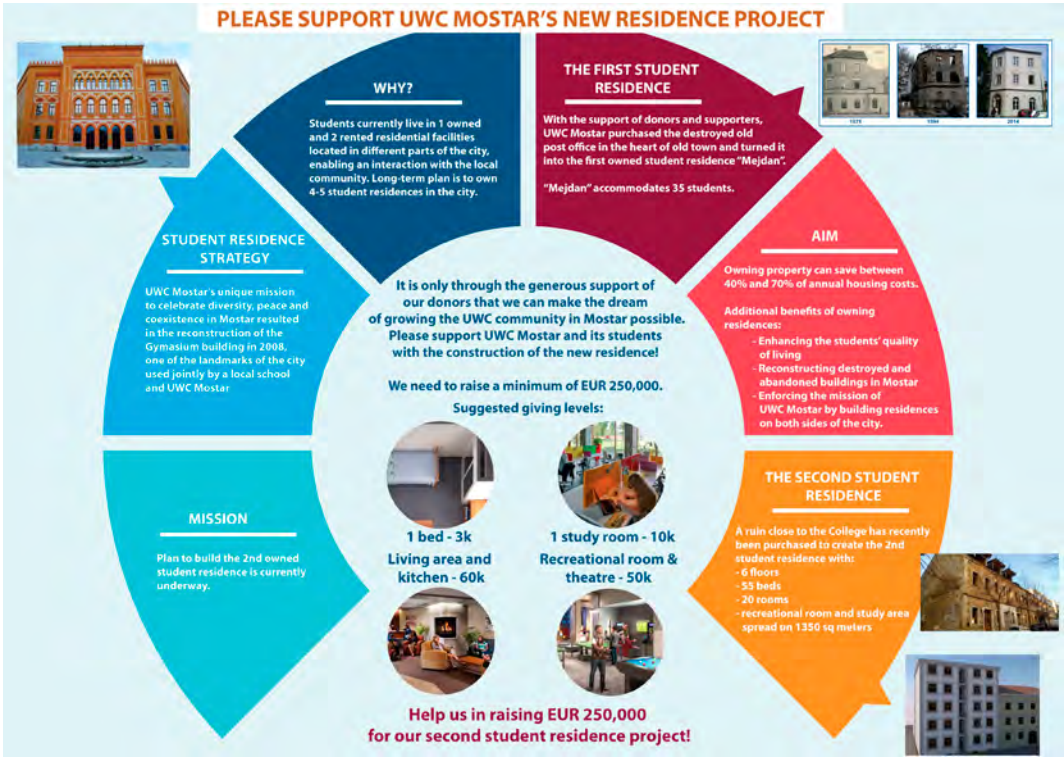 PLEASE SUPPORT UWC MOSTAR'S NEW RESIDENCE PROJECT
MISSION
Plan to build the 2nd owned
student residence is currently
underway.
STUDENT RESIDENCE
STRATEGY
UWC Mostar's unique mission
to celebrate diversity, peace and
coexistence in Mostar resulted
in the reconstruction of the
Gymasium building in 2008,
one of the landmarks of the city
used jointly by a local school
and UWC Mostar
WHY?
Students currently live in 1 owned
and 2 rented residential facilities
located in different parts of the city,
enabling an interaction with the local
community. Long-term plan is to own
4-5 student residences in the city.
THE FIRST STUDENT
RESIDENCE
With the support of donors and supporters,
UWC Mostar purchased the destroyed old
post office in the heart of old town and turned it
into the first owned student residence "Mejdan".
"Mejdan" accommodates 35 students.
1994
2014
AIM
Owning property can save between
40% and 70% of annual housing costs.
Additional benefits of owning
residences:
- Enhancing the students' quality
of living
- Reconstructing destroyed and
abandoned buildings in Mostar
- Enforcing the mission of
UWC Mostar by building residences
on both sides of the city.
THE SECOND STUDENT
RESIDENCE
A ruin close to the College has recently
been purchased to create the 2nd
student residence with:
- 6 floors
- 55 beds
- 20 rooms
- recreational room and study area
spread on 1350 sq meters
It is only through the generous support of
our donors that we can make the dream
of growing the UWC community in Mostar possible.
Please support UWC Mostar and its students
with the construction of the new residence!
We need to raise a minimum of EUR 250,000.
Suggested giving levels:
1 bed - 3k
1 study room - 10k
Living area and
kitchen - 60k
Recreational room &
theatre - 50k
Help us in raising EUR 250,000
for our second student residence project!